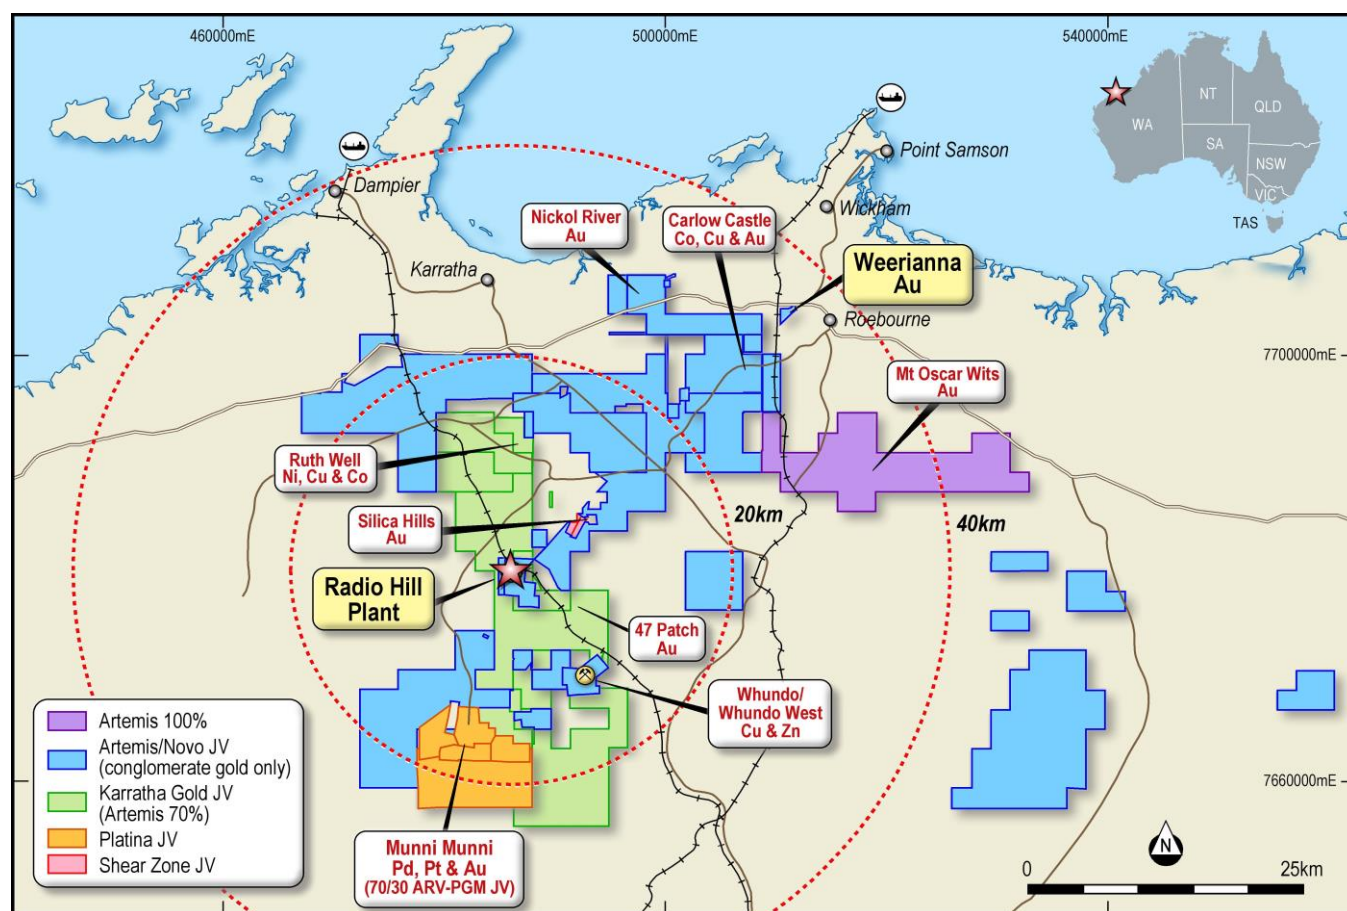 460000mE
500000mE
540000mE
NT
QLD
WA
SA
NSW
VIC
TAS
Point Samson
Dampier
Wickham
Nickol River
Au
Carlow Castle
Co, Cu & Au
Weerianna
Au
Karratha
Roebourne
7700000mE
Mt Oscar Wits
Au
Ruth Well
Ni, Cu & Co
20km
40km
Silica Hills
Au
Radio Hill
Plant
47 Patch
Au
Whundo/
Whundo West
Cu & Zn
Artemis 100%
Artemis/Novo JV
(conglomerate gold only)
Karratha Gold JV
(Artemis 70%)
Platina JV
Shear Zone JV
7660000mE
Munni Munni
Pd, Pt & Au
(70/30 ARV-PGM JV)
N
0
25km